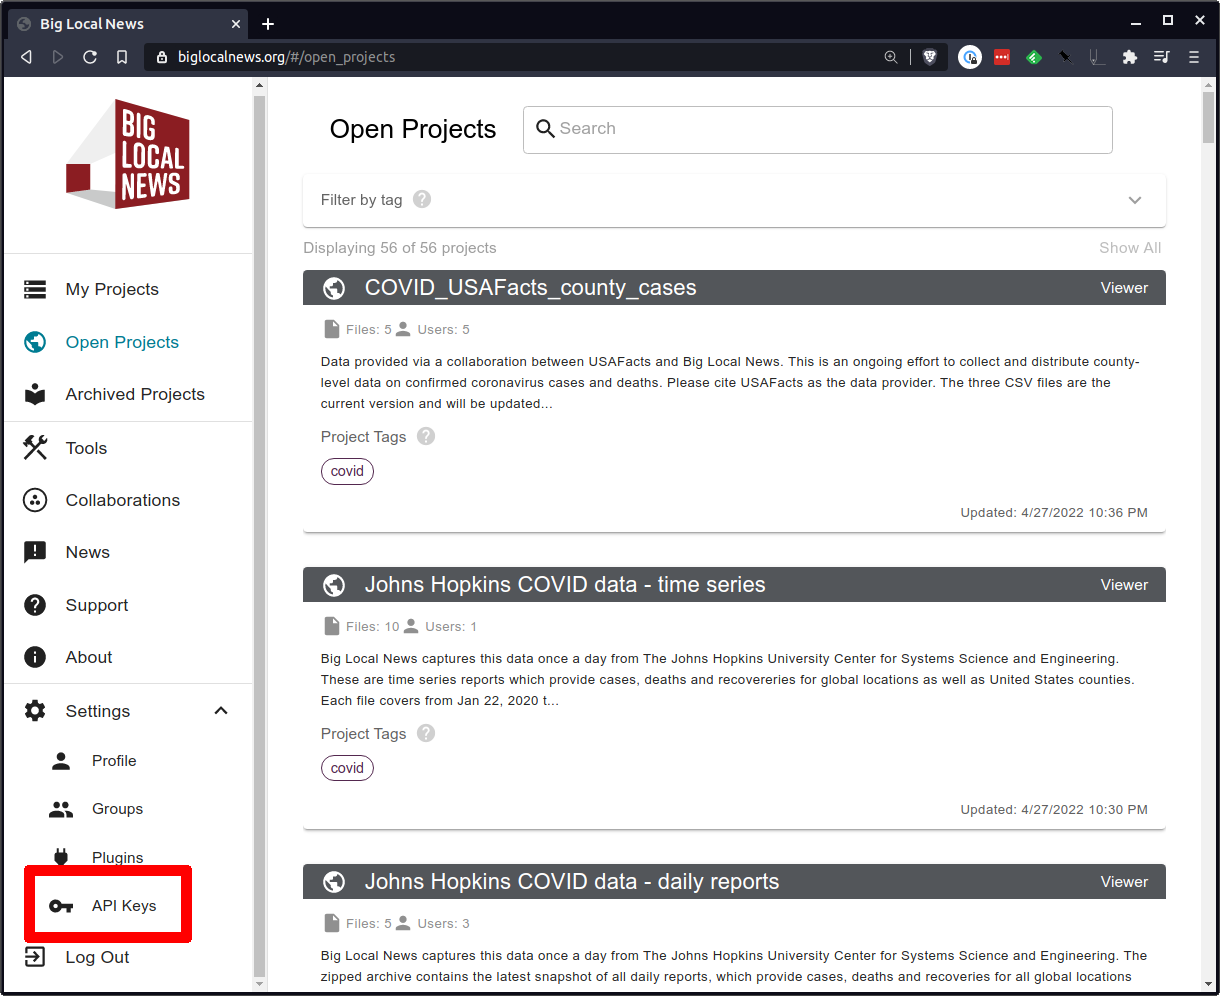 Big Local News
biglocalnews.org/#/open_projects
BIG
LOCAL
NEWS
My Projects
Open Projects
Archived Projects
Tools
Collaborations
News
Support
About
Settings
Profile
Groups
Plugins
API Keys
Log Out
Open Projects
Search
Filter by tag ?
Displaying 56 of 56 projects
Show All
COVID_USAFacts_county_cases
Viewer
Files: 5 Users: 5
Data provided via a collaboration between USAFacts and Big Local News. This is an ongoing effort to collect and distribute county-
level data on confirmed coronavirus cases and deaths. Please cite USAFacts as the data provider. The three CSV files are the
current version and will be updated...
Project Tags ?
covid
Updated: 4/27/2022 10:36 PM
Johns Hopkins COVID data - time series
Viewer
Files: 10 Users: 1
Big Local News captures this data once a day from The Johns Hopkins University Center for Systems Science and Engineering.
These are time series reports which provide cases, deaths and recovereries for global locations as well as United States counties.
Each file covers from Jan 22, 2020 t...
Project Tags ?
covid
Updated: 4/27/2022 10:30 PM
Johns Hopkins COVID data - daily reports
Viewer
Files: 5 Users: 3
Big Local News captures this data once a day from The Johns Hopkins University Center for Systems Science and Engineering. The
zipped archive contains the latest snapshot of all daily reports, which provide cases, deaths and recoveries for all global locations